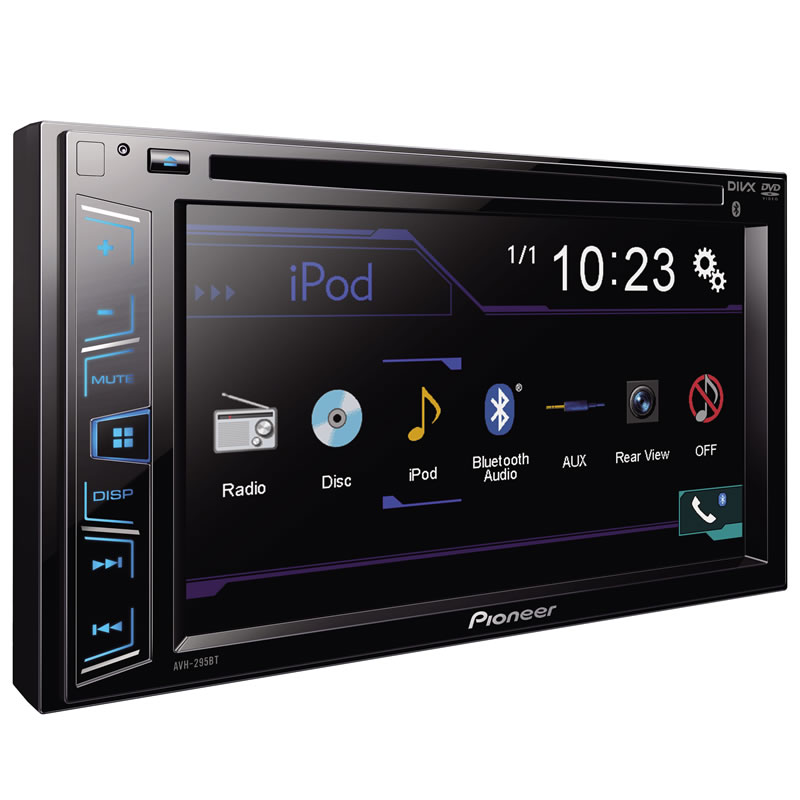 DIVX DVD
VIDEO
iPod
1/1 10:23
+
-
MUTE
DISP
Radio
Disc
iPod
Bluetooth
Audio
®
AUX
Rear View
OFF
Pioneer
AVH-295BT